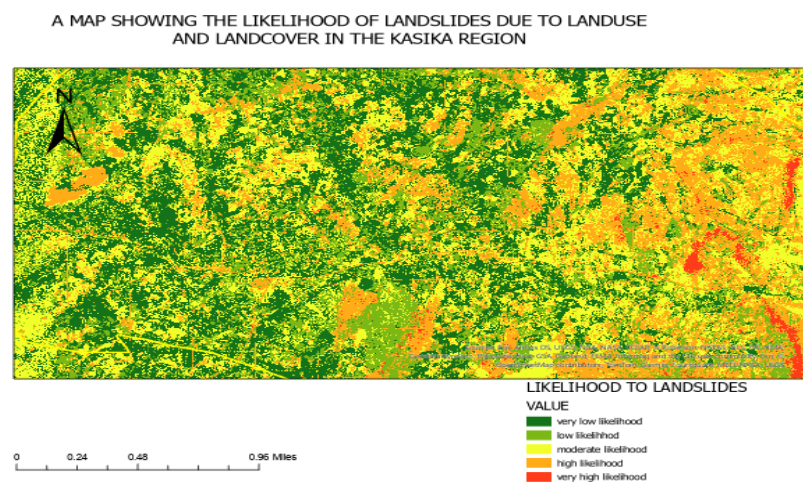 A MAP SHOWING THE LIKELIHOOD OF LANDSLIDES DUE TO LANDUSE
AND LANDCOVER IN THE KASIKA REGION
N
LIKELIHOOD TO LANDSLIDES
VALUE
very low likelihood
low likelihhod
moderate likelihood
high likelihood
very high likelihood
0 0.24 0.48 0.96 Miles